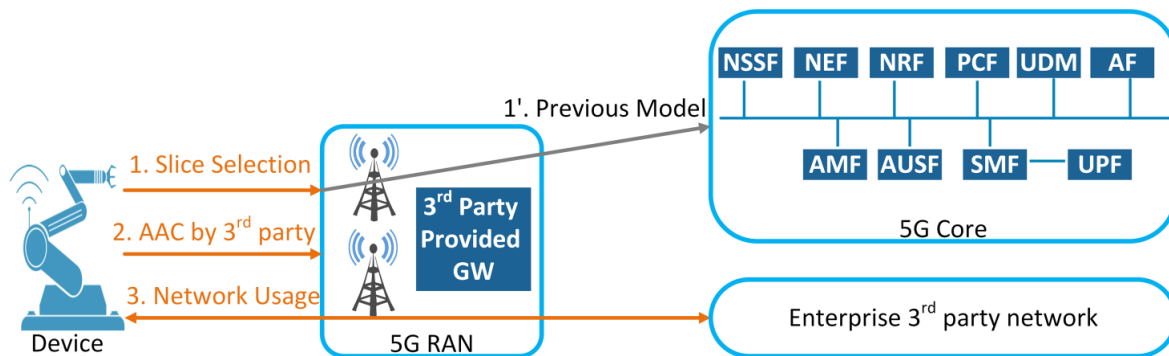 NSSF NEF NRF PCF UDM AF
1'. Previous Model
AMF AUSF SMF UPF
5G Core
1. Slice Selection
2. AAC by 3rd party
3. Network Usage
Device
3rd Party
Provided
GW
5G RAN
Enterprise 3rd party network